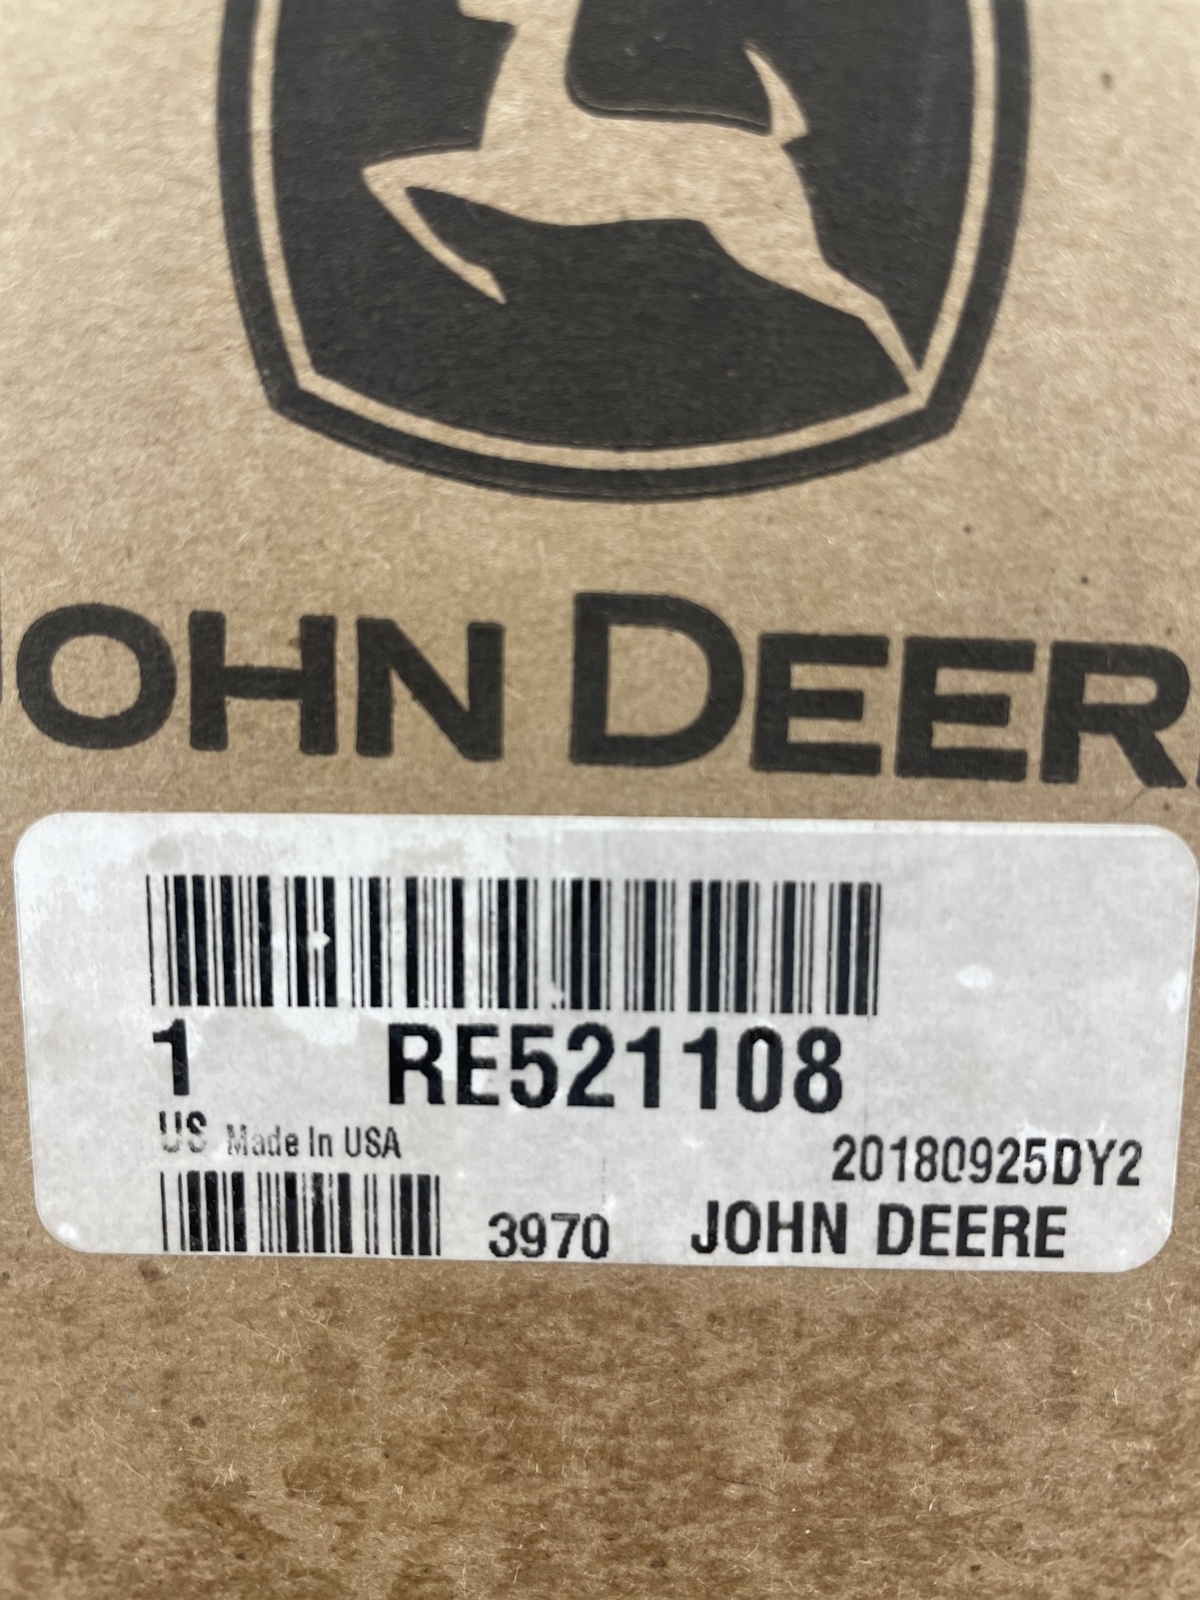 JOHN DEERE
1 RE521108
US Made In USA
20180925DY2
3970 JOHN DEERE